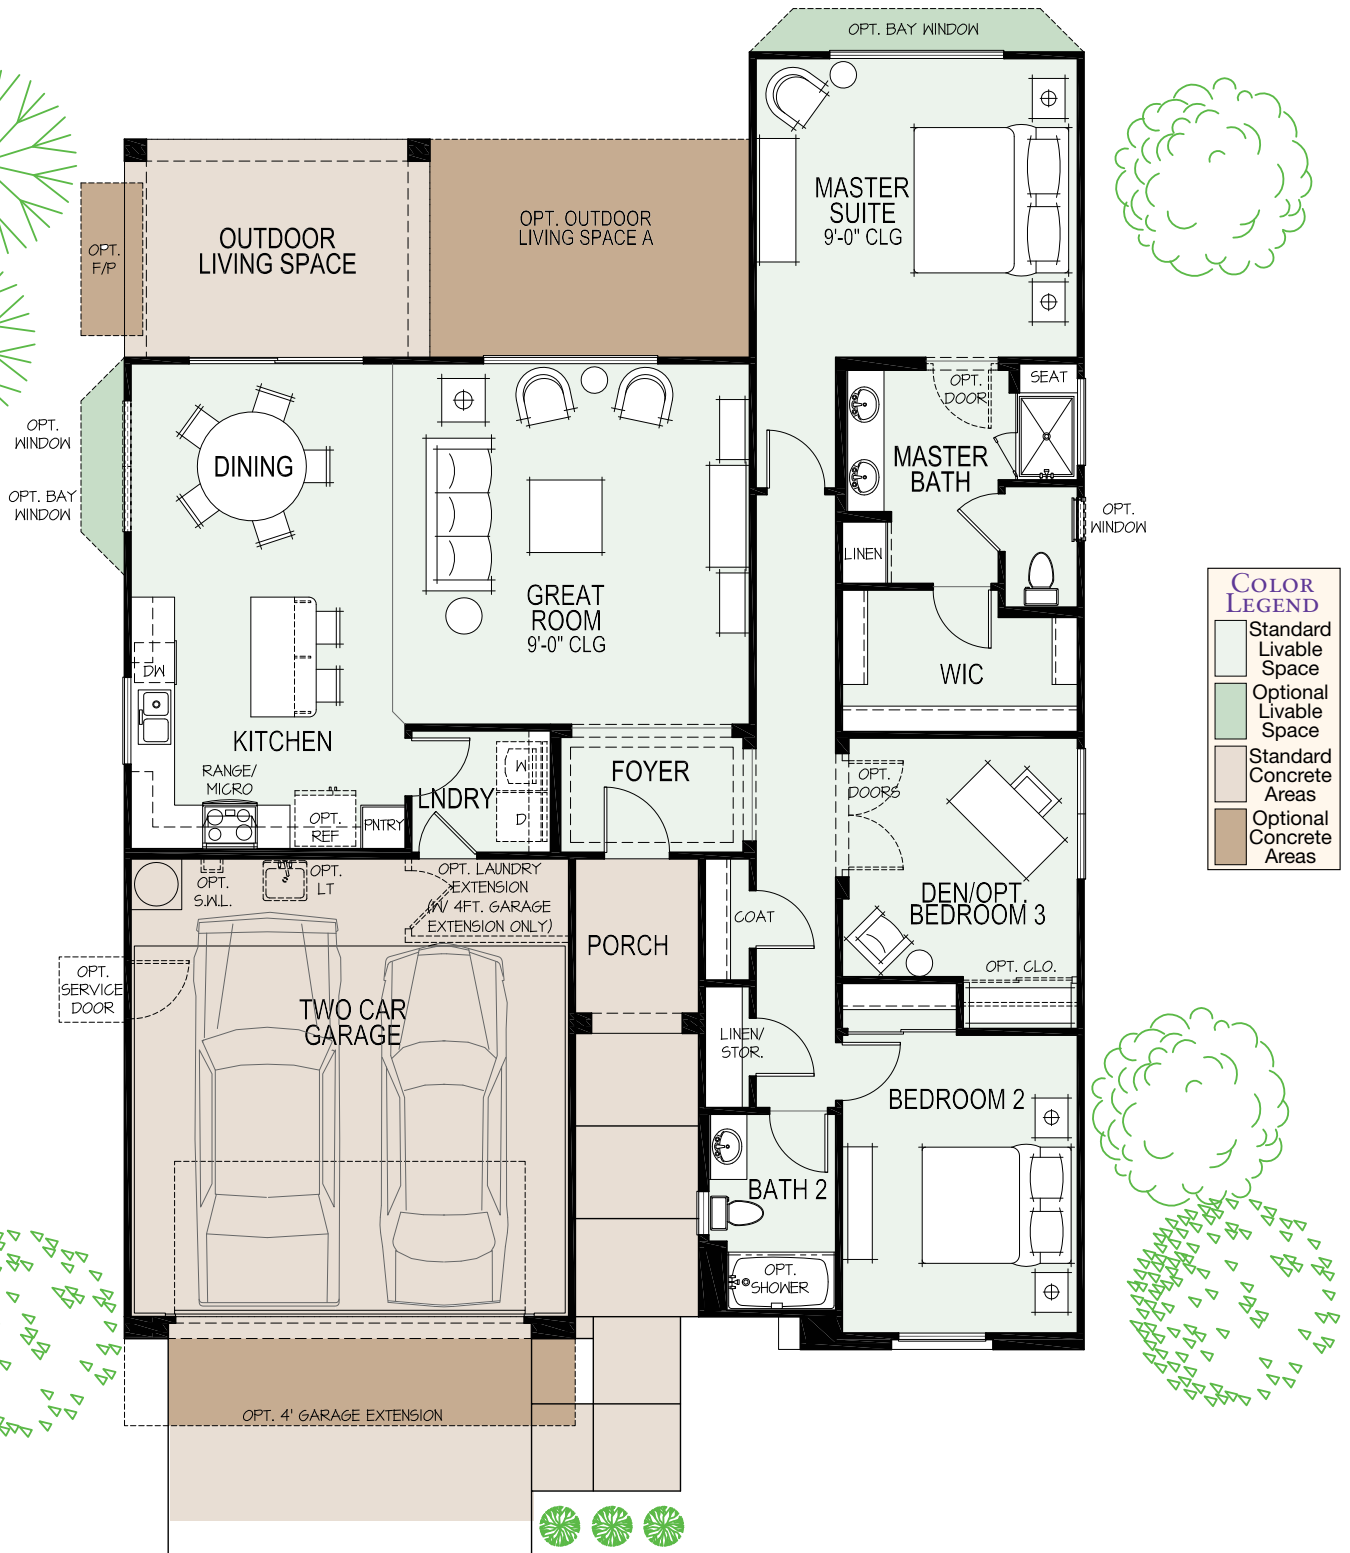 OPT. BAY WINDOW
MASTER
SUITE
9'-0" CLG
OUTDOOR
LIVING SPACE
OPT. OUTDOOR
LIVING SPACE A
OPT.
F/P
OPT.
WINDOW
OPT. BAY
WINDOW
DINING
GREAT
ROOM
9'-0" CLG
OPT.
DOOR
SEAT
MASTER
BATH
OPT.
WINDOW
LINEN
WIC
COLOR
LEGEND
Standard
Livable
Space
Optional
Livable
Space
Standard
Concrete
Areas
Optional
Concrete
Areas
DW
KITCHEN
RANGE/
MICRO
OPT.
REF
PNTRY
LNDRY
W
D
FOYER
OPT.
DOORS
DEN/OPT.
BEDROOM 3
OPT. CLO.
OPT.
S.W.L.
OPT.
LT
OPT. LAUNDRY
EXTENSION
(W/ 4FT. GARAGE
EXTENSION ONLY)
PORCH
COAT
OPT.
SERVICE
DOOR
TWO CAR
GARAGE
LINEN/
STOR.
BEDROOM 2
BATH 2
OPT.
SHOWER
OPT. 4' GARAGE EXTENSION